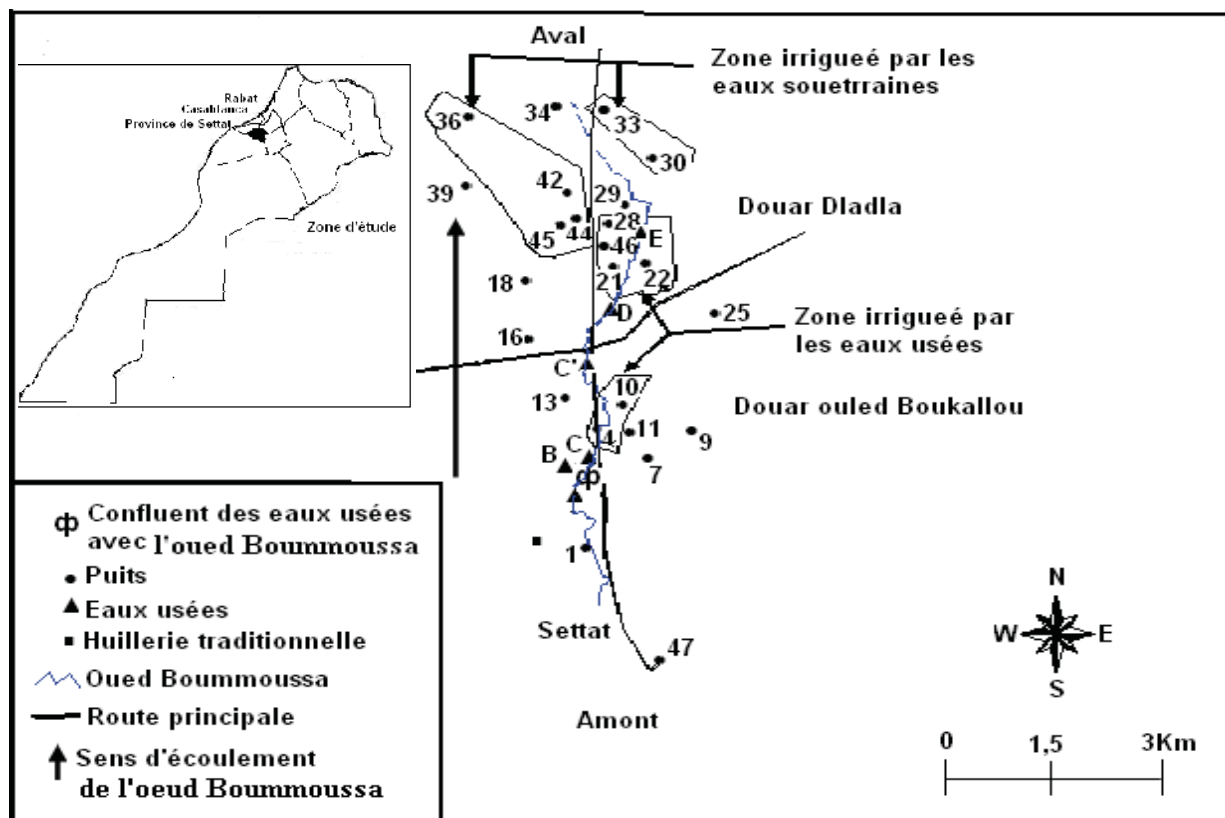 Aval
Zone irrigueé par les
eaux souetrraines
Rabat
Casablanca
Province de Settat
Zone d'étude
36
34
33
30
39
42
29
28
E
45
44
46
21
22
18
D
25
16
C'
13
10
4
11
9
B
C
7
1
Douar Dladla
Zone irrigueé par
les eaux usées
Douar ouled Boukallou
ф
Settat
47
Amont
ф Confluent des eaux usées
avec l'oued Boummoussa
Puits
Eaux usées
Huillerie traditionnelle
Oued Boummoussa
Route principale
Sens d'écoulement
de l'oeud Boummoussa
N
W E
S
0 1,5 3Km